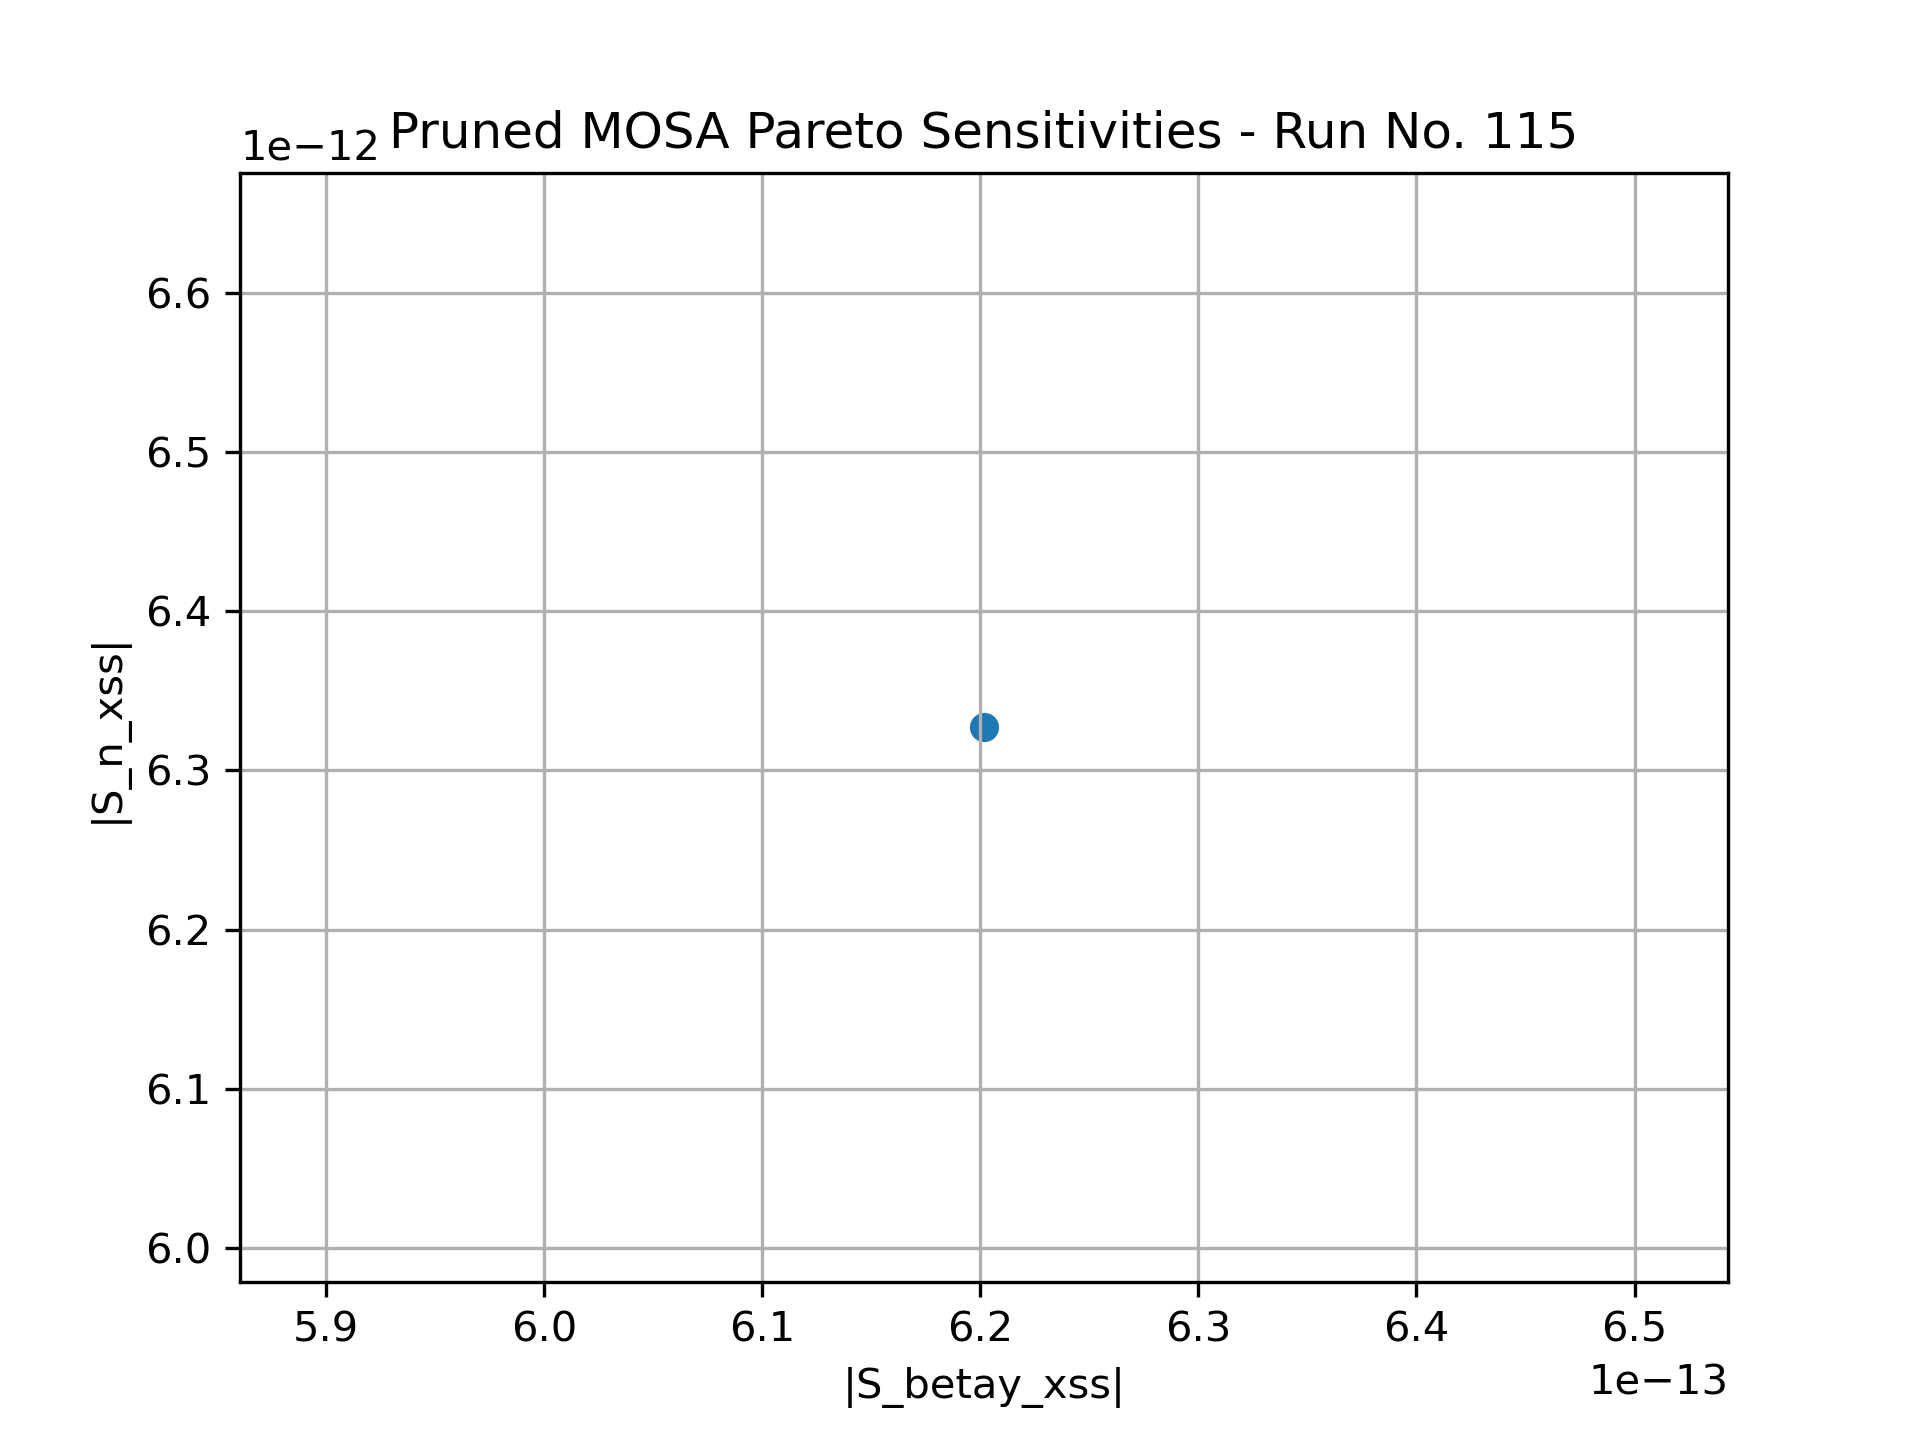 Pruned MOSA Pareto Sensitivities - Run No. 115
1e−12
6.6
6.5
6.4
6.3
6.2
6.1
6.0
|S_n_xss|
5.9 6.0 6.1 6.2 6.3 6.4 6.5
1e−13
|S_betay_xss|